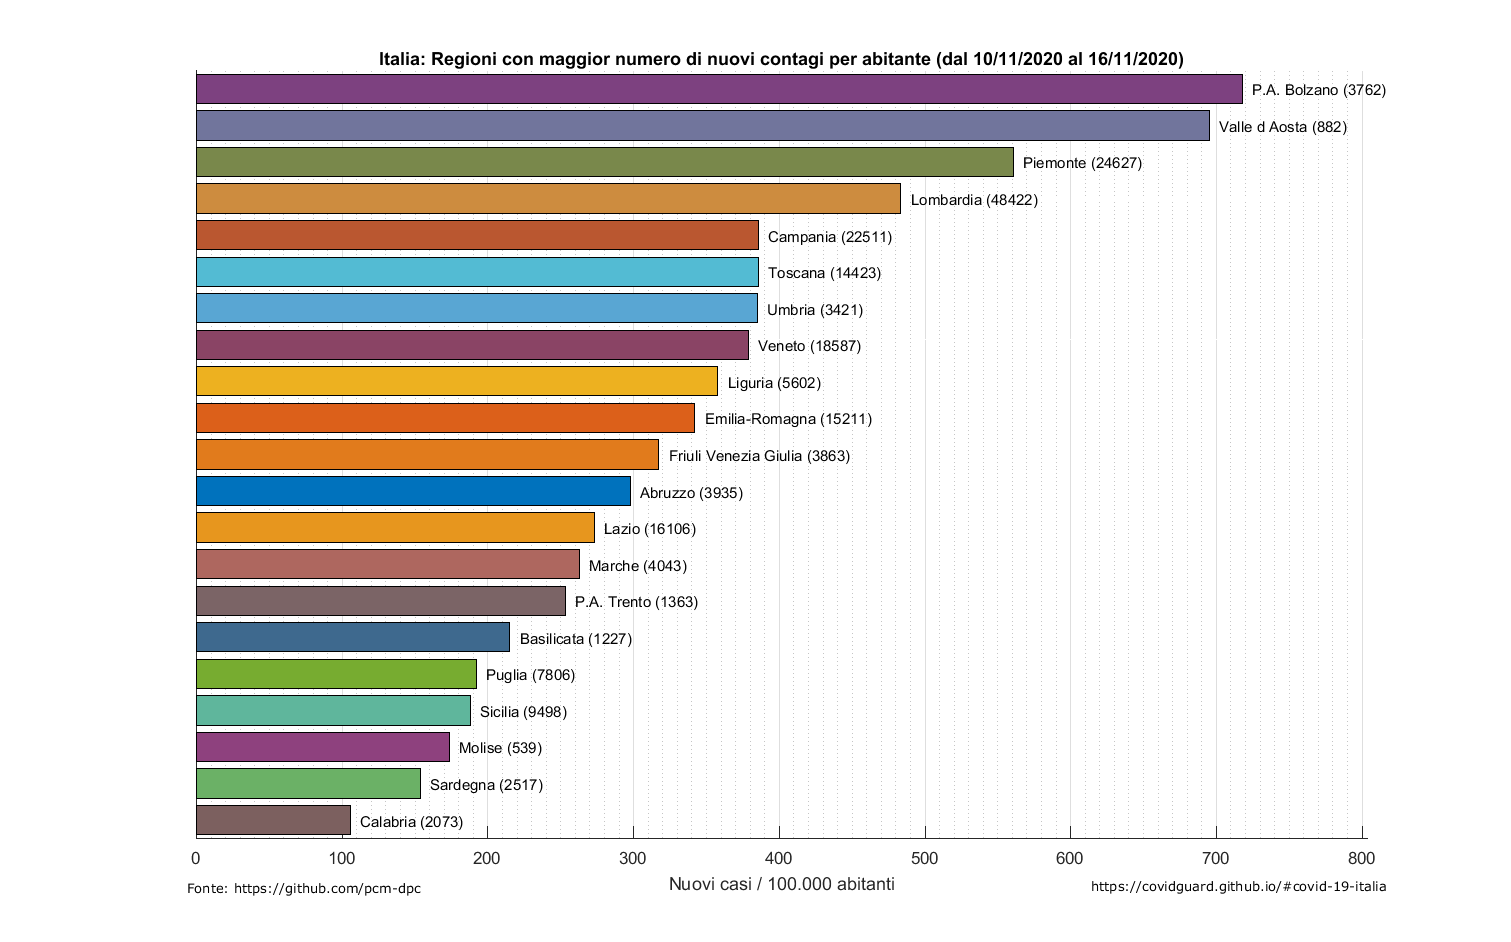 Italia: Regioni con maggior numero di nuovi contagi per abitante (dal 10/11/2020 al 16/11/2020)
P.A. Bolzano (3762)
Valle d Aosta (882)
Piemonte (24627)
Lombardia (48422)
Campania (22511)
Toscana (14423)
Umbria (3421)
Veneto (18587)
Liguria (5602)
Emilia-Romagna (15211)
Friuli Venezia Giulia (3863)
Abruzzo (3935)
Lazio (16106)
Marche (4043)
P.A. Trento (1363)
Basilicata (1227)
Puglia (7806)
Sicilia (9498)
Molise (539)
Sardegna (2517)
Calabria (2073)
0 100 200 300 400 500 600 700 800
Nuovi casi / 100.000 abitanti
Fonte: https://github.com/pcm-dpc
https://covidguard.github.io/#covid-19-italia